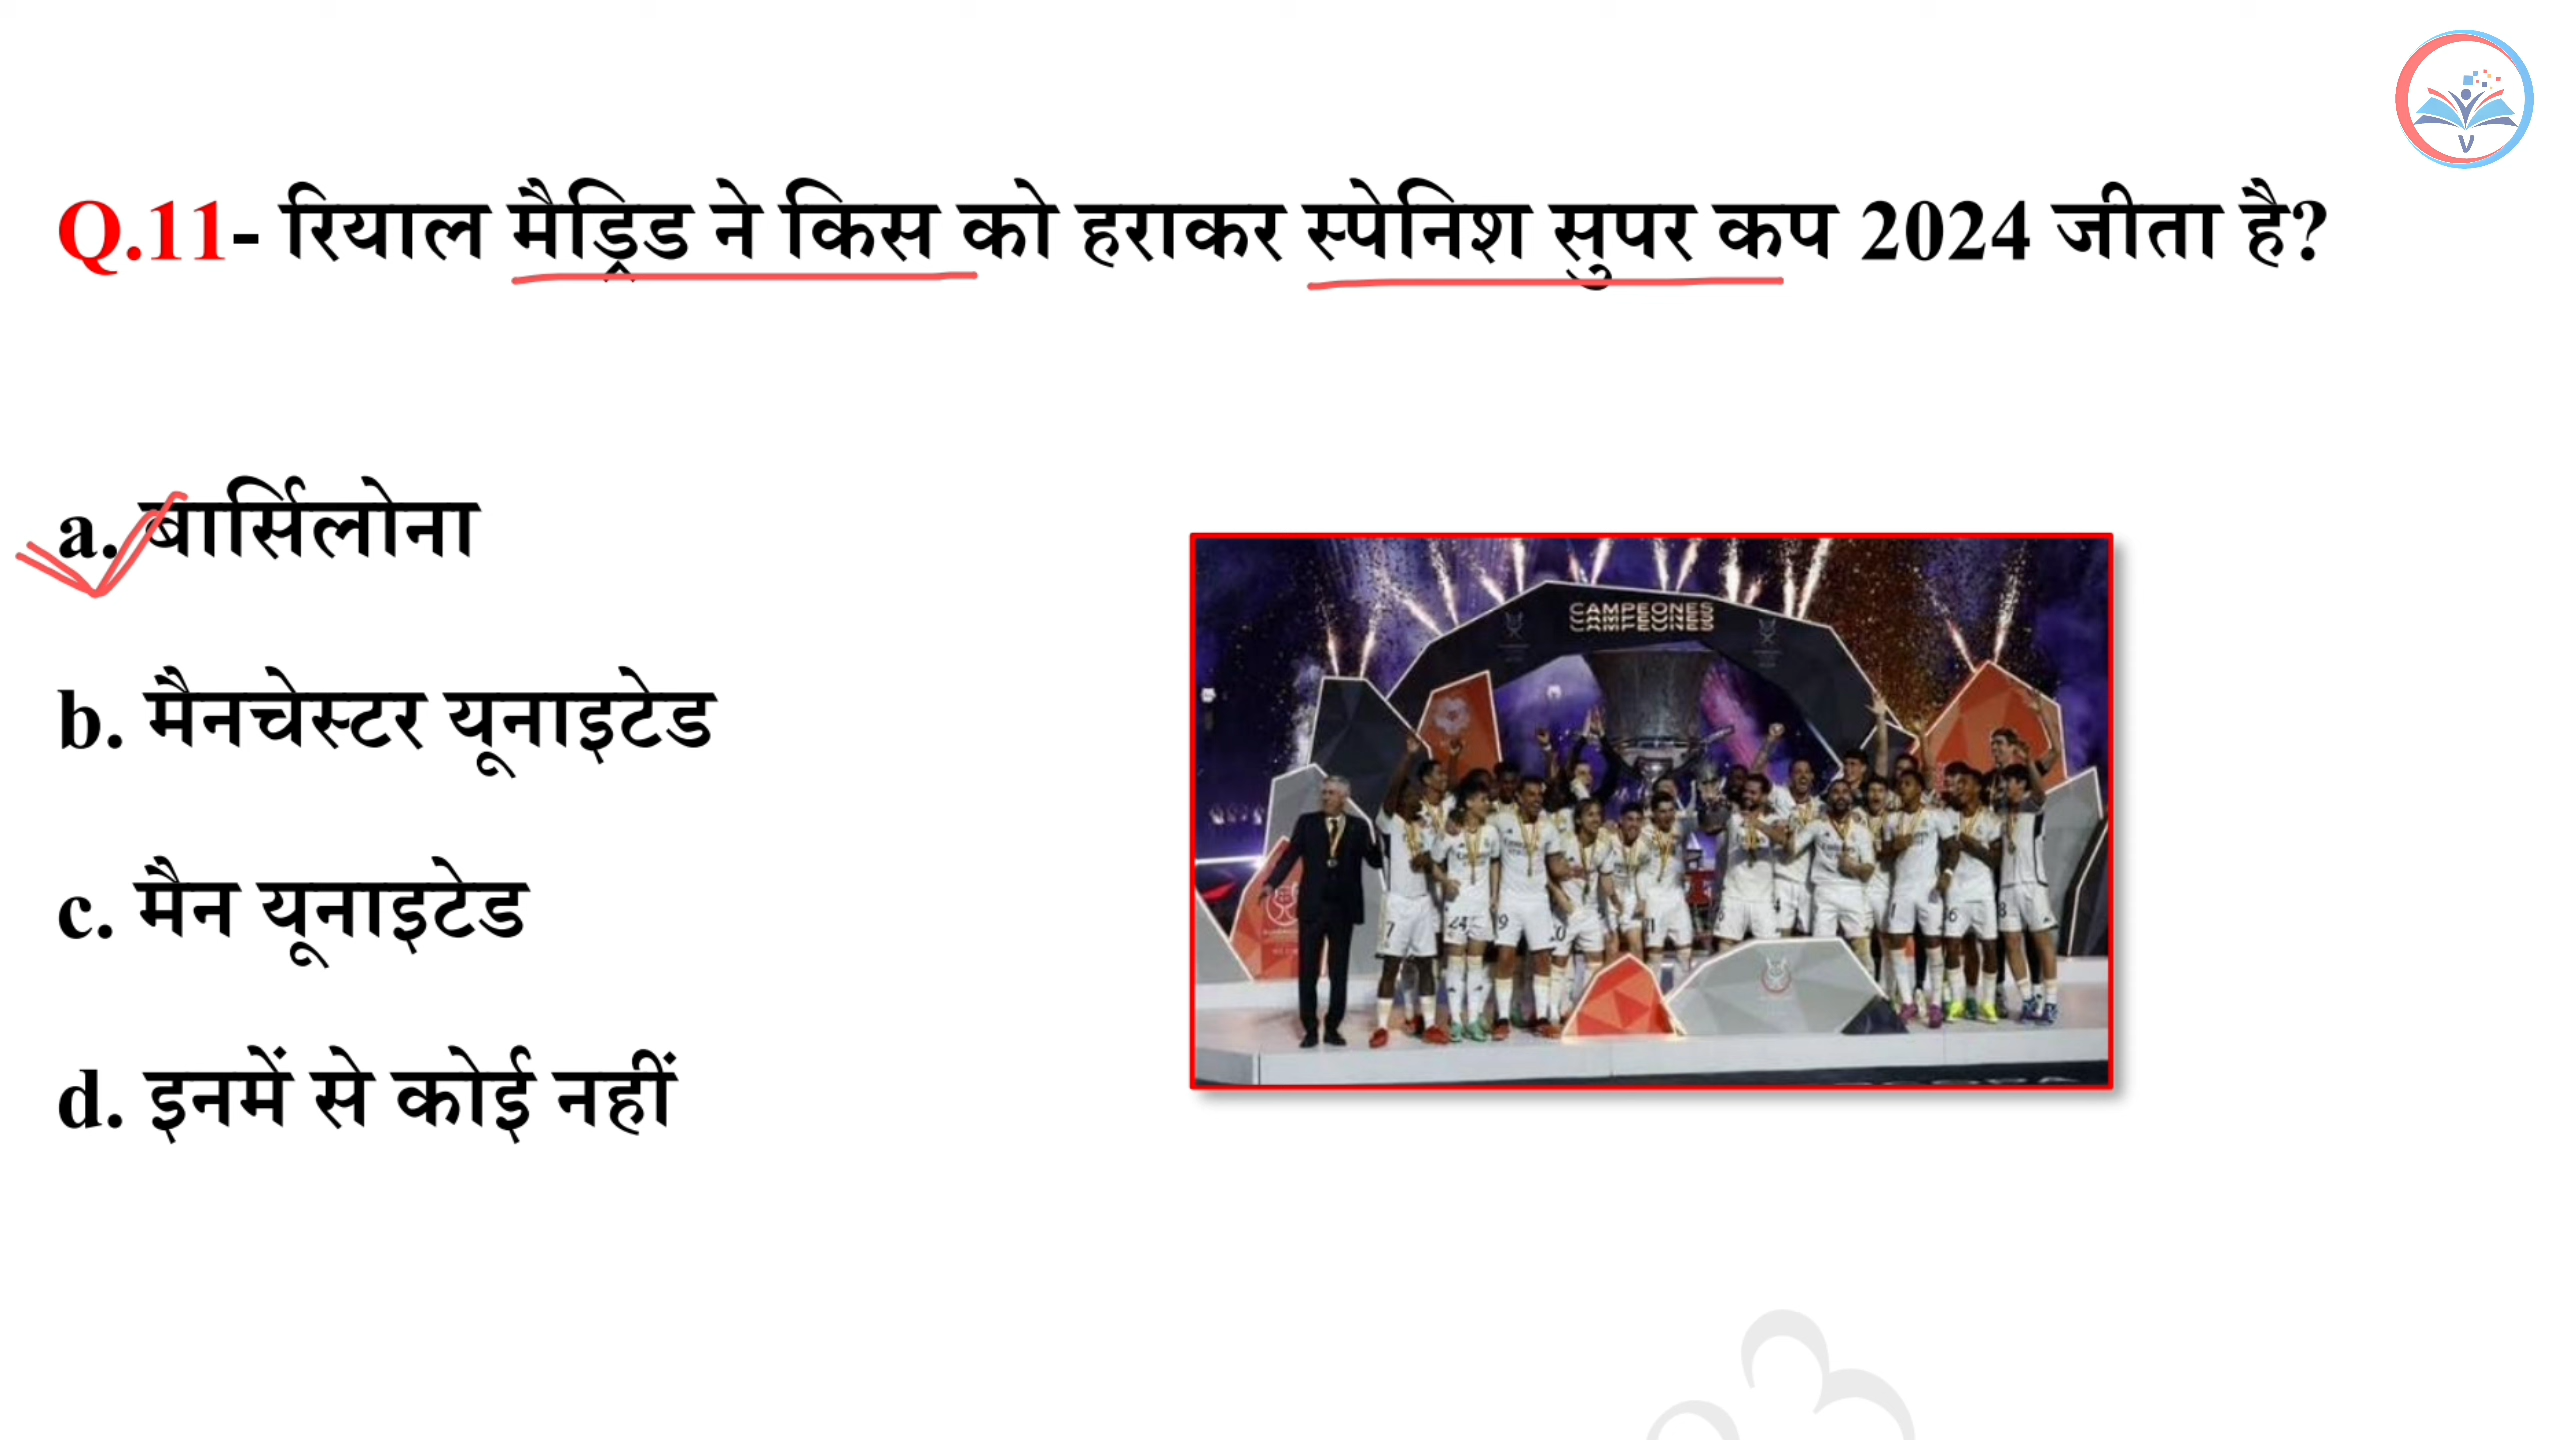 Q.11- रियाल मैड्रिड ने किस को हराकर स्पेनिश सुपर कप 2024 जीता है?
a. बार्सिलोना
b. मैनचेस्टर यूनाइटेड
c. मैन यूनाइटेड
d. इनमें से कोई नहीं
CAMPEONES